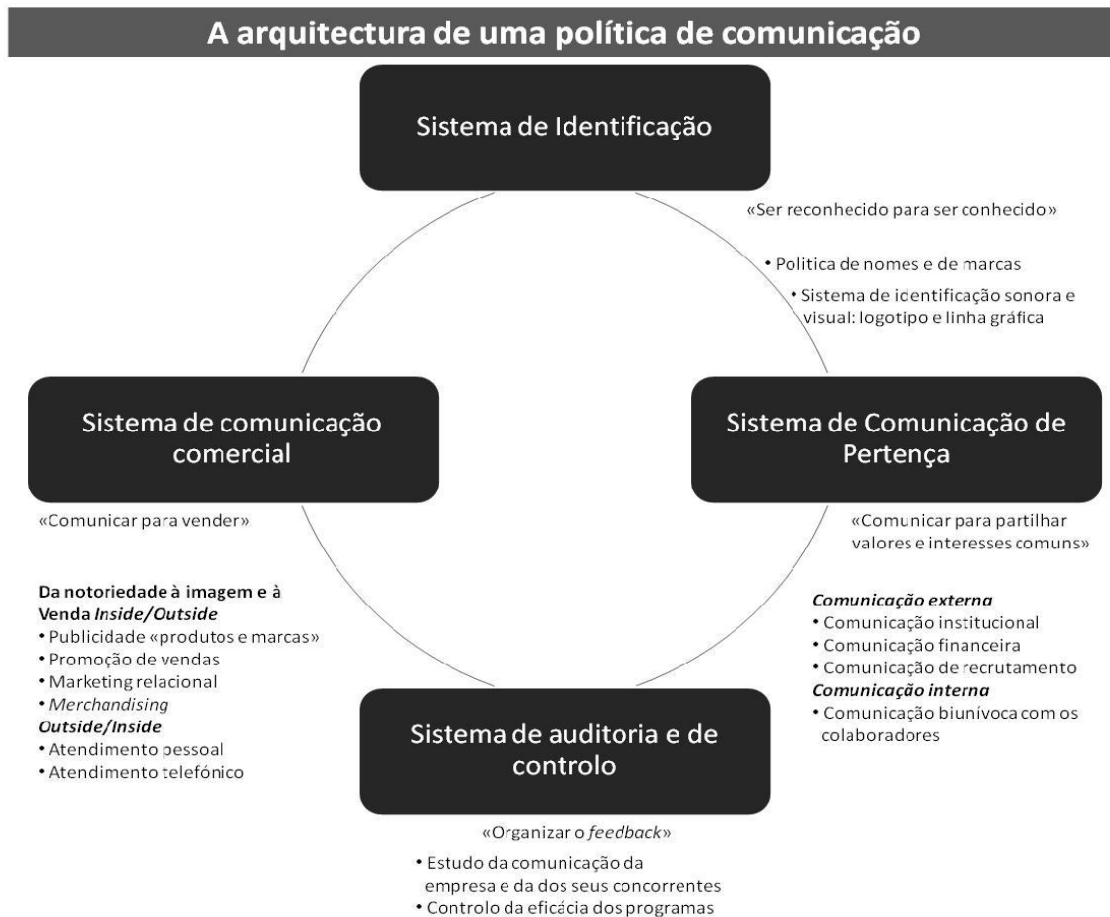 A arquitectura de uma política de comunicação
Sistema de Identificação
«Ser reconhecido para ser conhecido»
• Politica de nomes e de marcas
• Sistema de identificação sonora e
visual: logotipo e linha gráfica
Sistema de comunicação
comercial
«Comunicar para vender»
Da notoriedade à imagem e à
Venda Inside/Outside
• Publicidade «produtos e marcas»
• Promoção de vendas
• Marketing relacional
• Merchandising
Outside/Inside
• Atendimento pessoal
• Atendimento telefónico
Sistema de Comunicação de
Pertença
«Comunicar para partilhar
valores e interesses comuns»
Comunicação externa
• Comunicação institucional
• Comunicação financeira
• Comunicação de recrutamento
Comunicação interna
• Comunicação biunívoca com os
colaboradores
Sistema de auditoria e de
controlo
«Organizar o feedback»
• Estudo da comunicação da
empresa e da dos seus concorrentes
• Controlo da eficácia dos programas